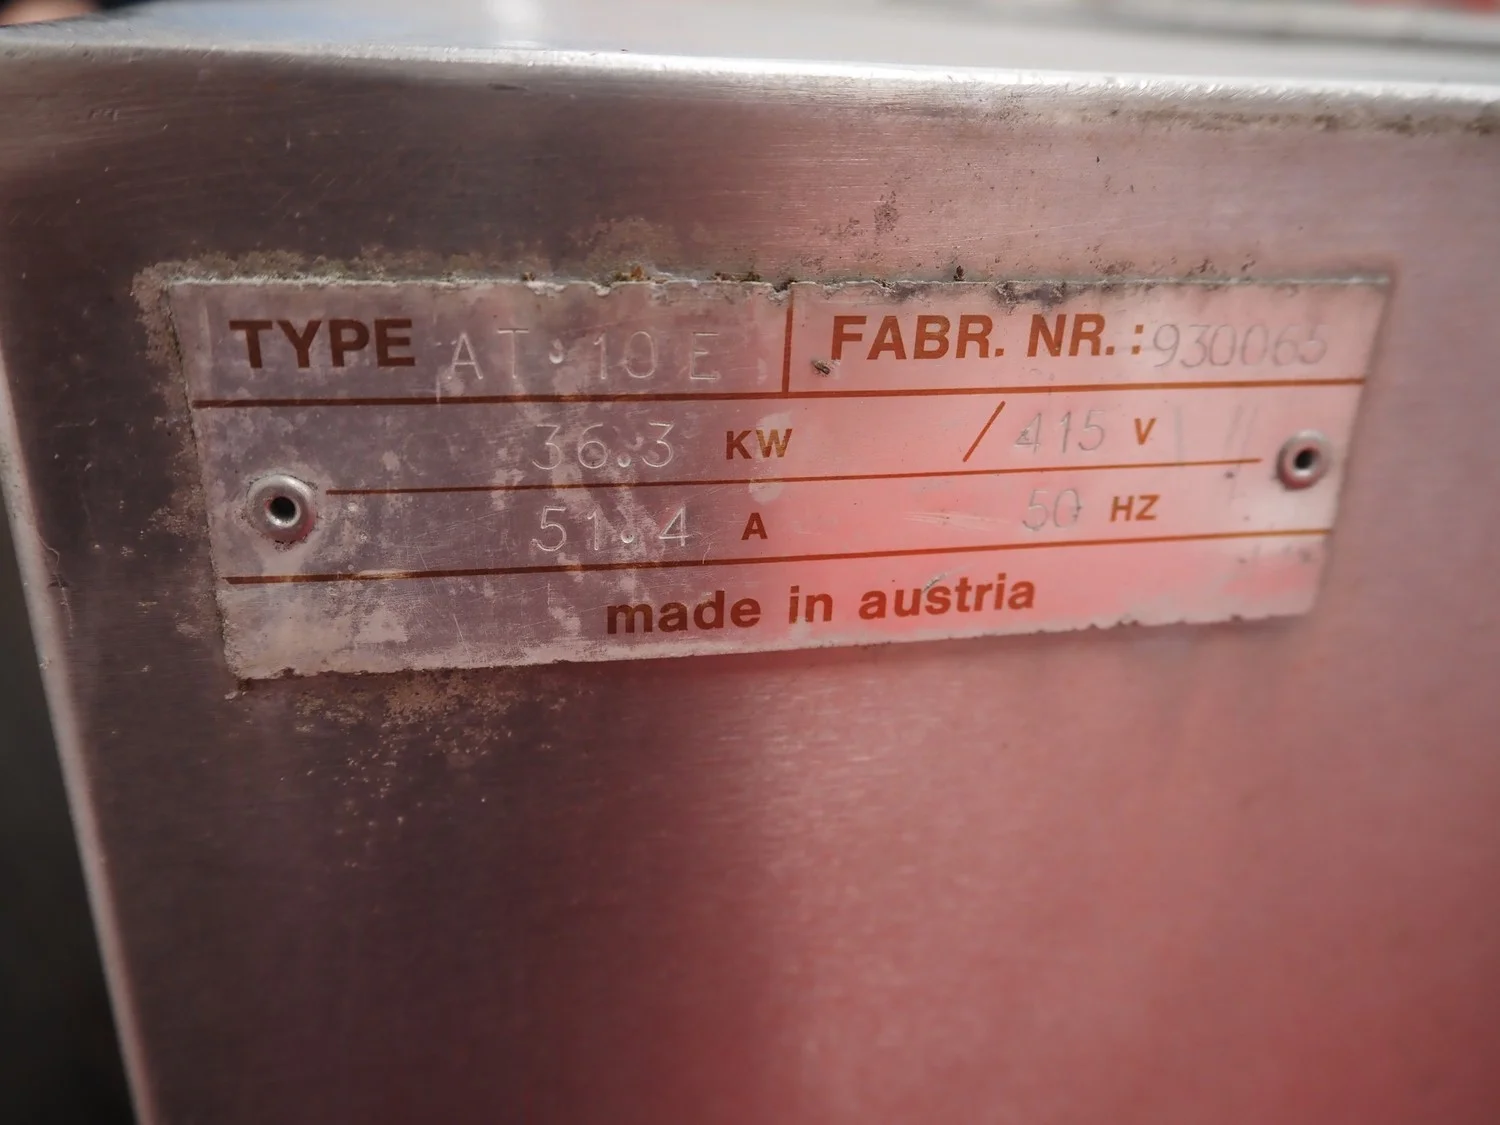 TYPE AT·10 E FABR. NR.: 930065
36.3 KW / 415 V
51.4 A 50 HZ
made in austria